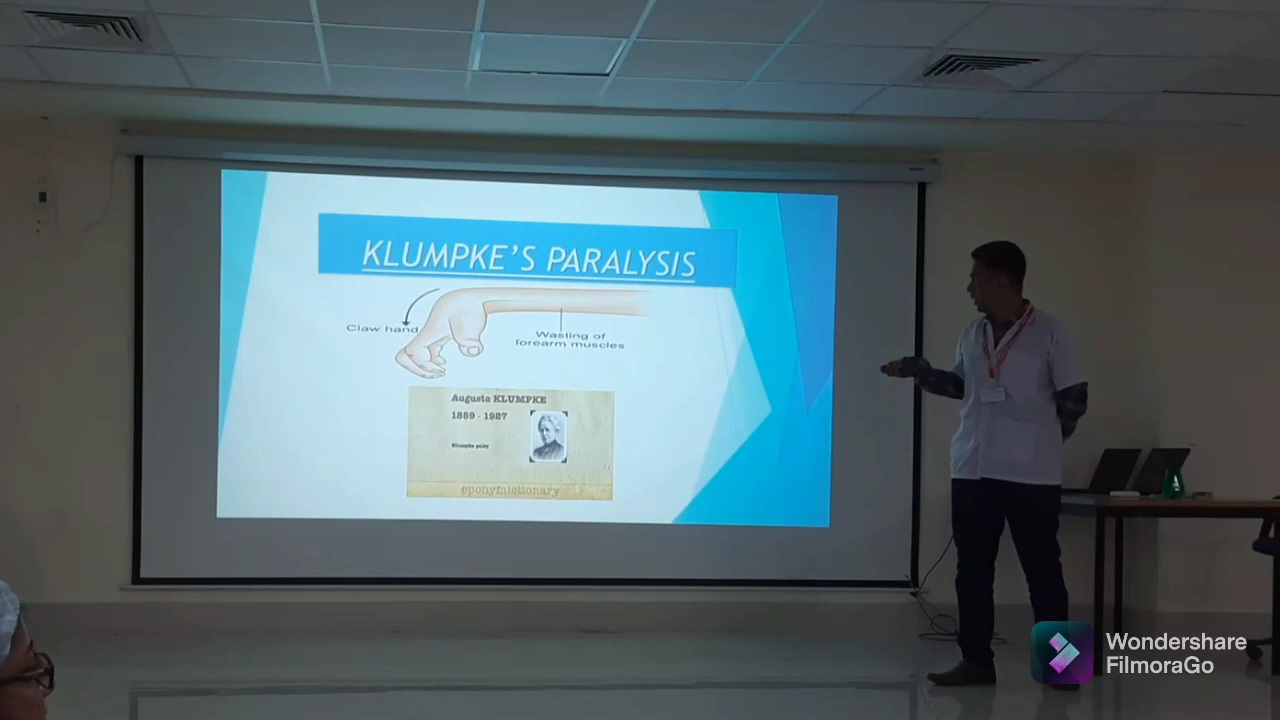 KLUMPKE'S PARALYSIS
Claw hand
Wasting of
forearm muscles
Augusta KLUMPKE
1859 - 1927
Klumpke palsy
eponymictionary
Wondershare
FilmoraGo